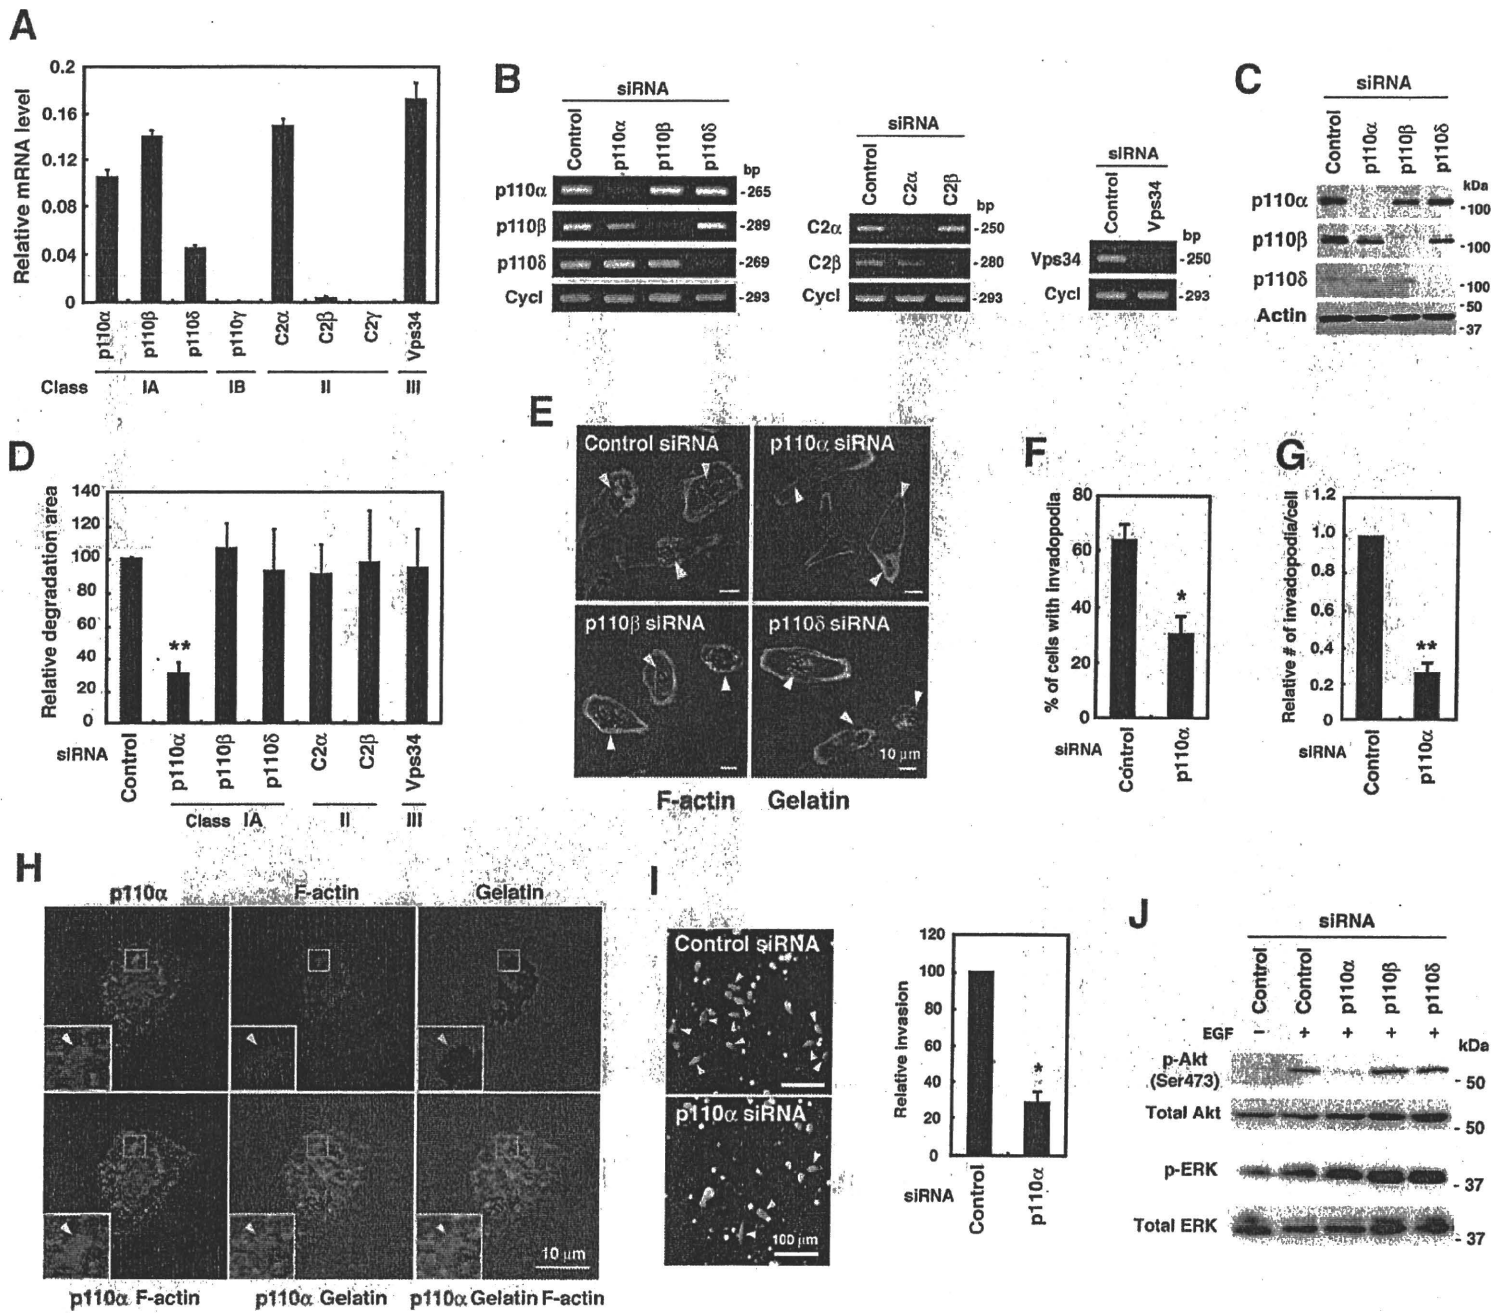 A
Relative mRNA level
0.2
0.16
0.12
0.08
0.04
0
p110α
p110β
p110δ
p110γ
C2α
C2β
C2γ
Vps34
Class IA IB II III
B
siRNA
Control p110α p110β p110δ
bp
p110α -265
p110β -289
p110δ -269
Cycl -293
siRNA
Control C2α C2β
bp
C2α -250
C2β -280
Cycl -293
siRNA
Control Vps34
bp
Vps34 -250
Cycl -293
C
siRNA
Control p110α p110β p110δ
kDa
p110α -100
p110β -100
p110δ -100
-50
Actin
-37
D
Relative degradation area
140
120
100
80
60
40
20
0
**
siRNA
Control
p110α
p110β
p110δ
C2α
C2β
Vps34
Class IA II III
E
Control siRNA p110α siRNA
p110β siRNA p110δ siRNA
10 µm
F-actin Gelatin
F
% of cells with invadopodia
80
60
40
20
0
*
siRNA
Control
p110α
G
Relative # of invadopodia/cell
1.2
1.0
0.8
0.6
0.4
0.2
0
**
siRNA
Control
p110α
H
p110α F-actin Gelatin
10 µm
p110α F-actin p110α Gelatin p110α Gelatin F-actin
I
Control siRNA
p110α siRNA
100 µm
Relative invasion
120
100
80
60
40
20
0
*
siRNA
Control
p110α
J
siRNA
Control Control p110α p110β p110δ
EGF - + + + +
kDa
p-Akt
(Ser473) - 50
Total Akt
- 50
p-ERK
- 37
Total ERK
- 37